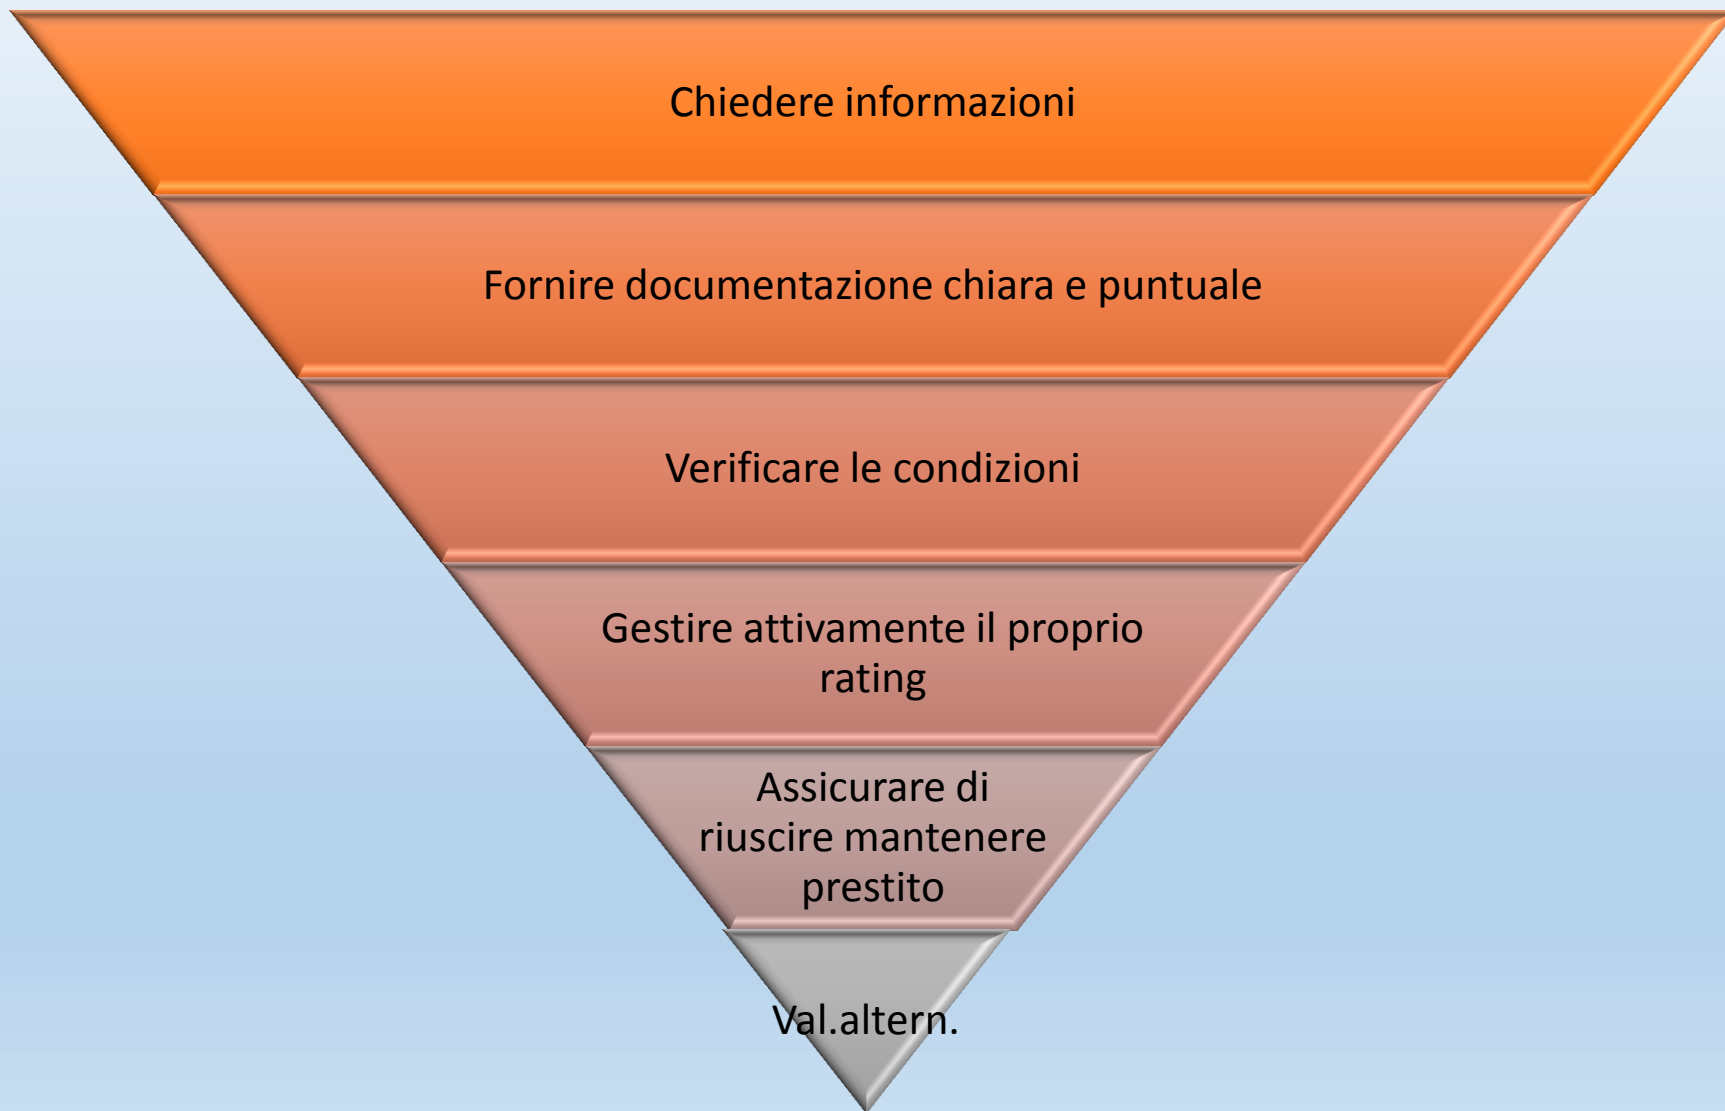 Chiedere informazioni
Fornire documentazione chiara e puntuale
Verificare le condizioni
Gestire attivamente il proprio
rating
Assicurare di
riuscire mantenere
prestito
Val.altern.